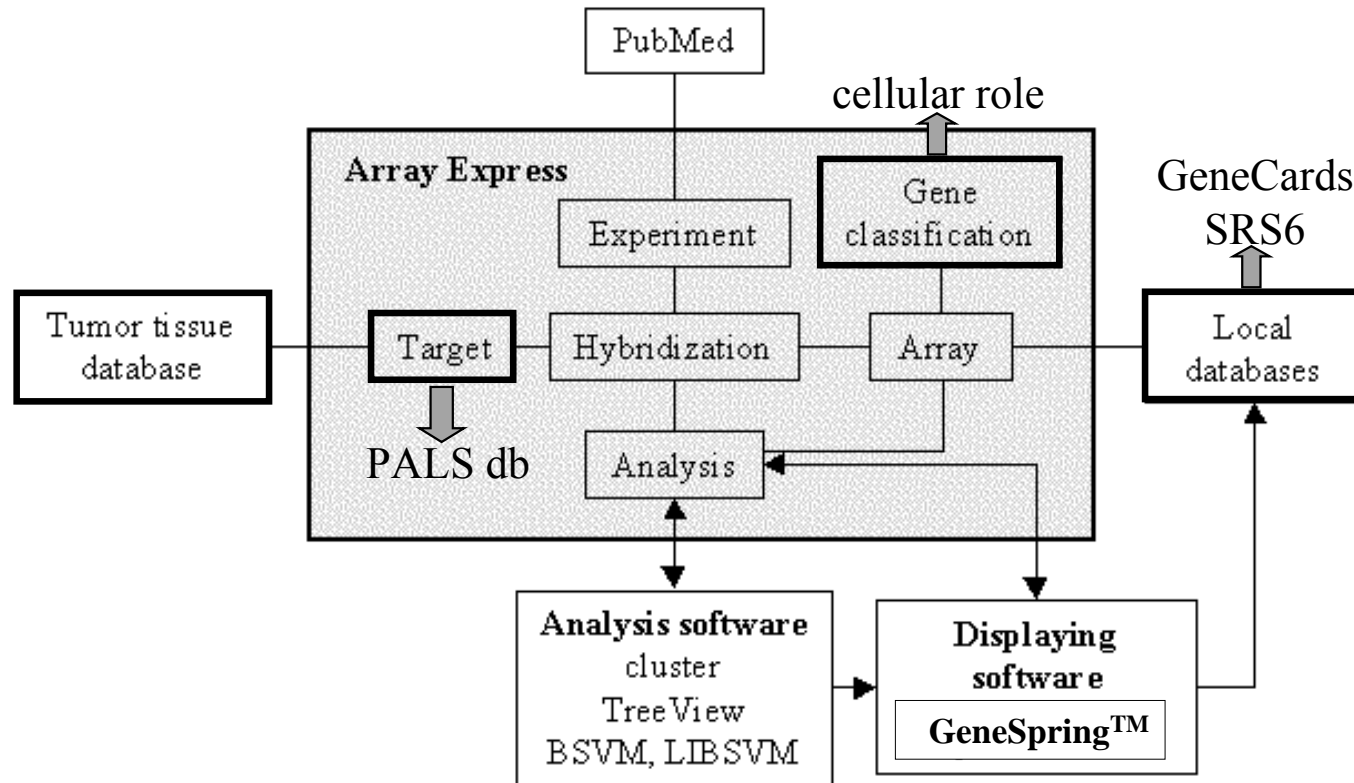 PubMed
cellular role
Array Express
Gene
classification
GeneCards
SRS6
Experiment
Tumor tissue
database
Target
Hybridization
Array
Local
databases
PALS db
Analysis
Analysis software
cluster
TreeView
BSVM, LIBSVM
Displaying
software
GeneSpring™